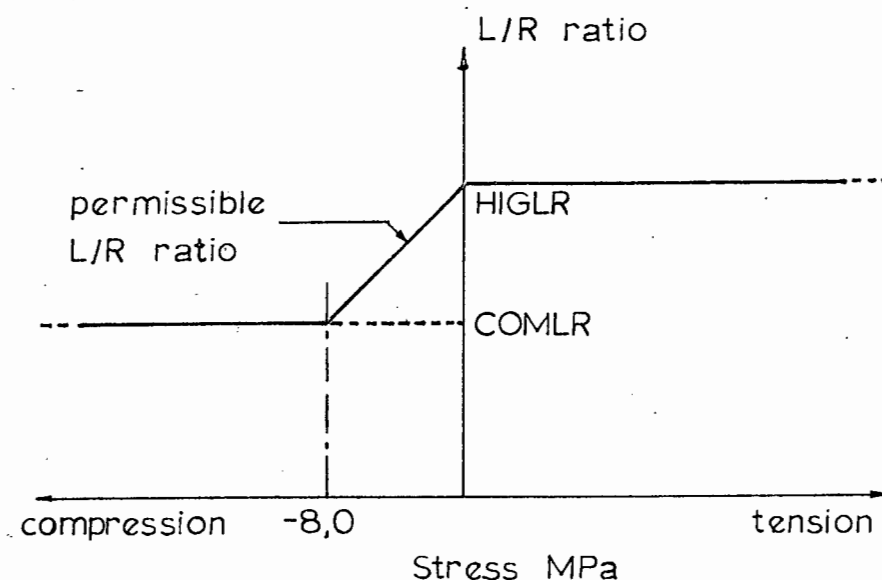 L/R ratio
permissible
L/R ratio
HIGLR
COMLR
compression
-8,0
tension
Stress MPa